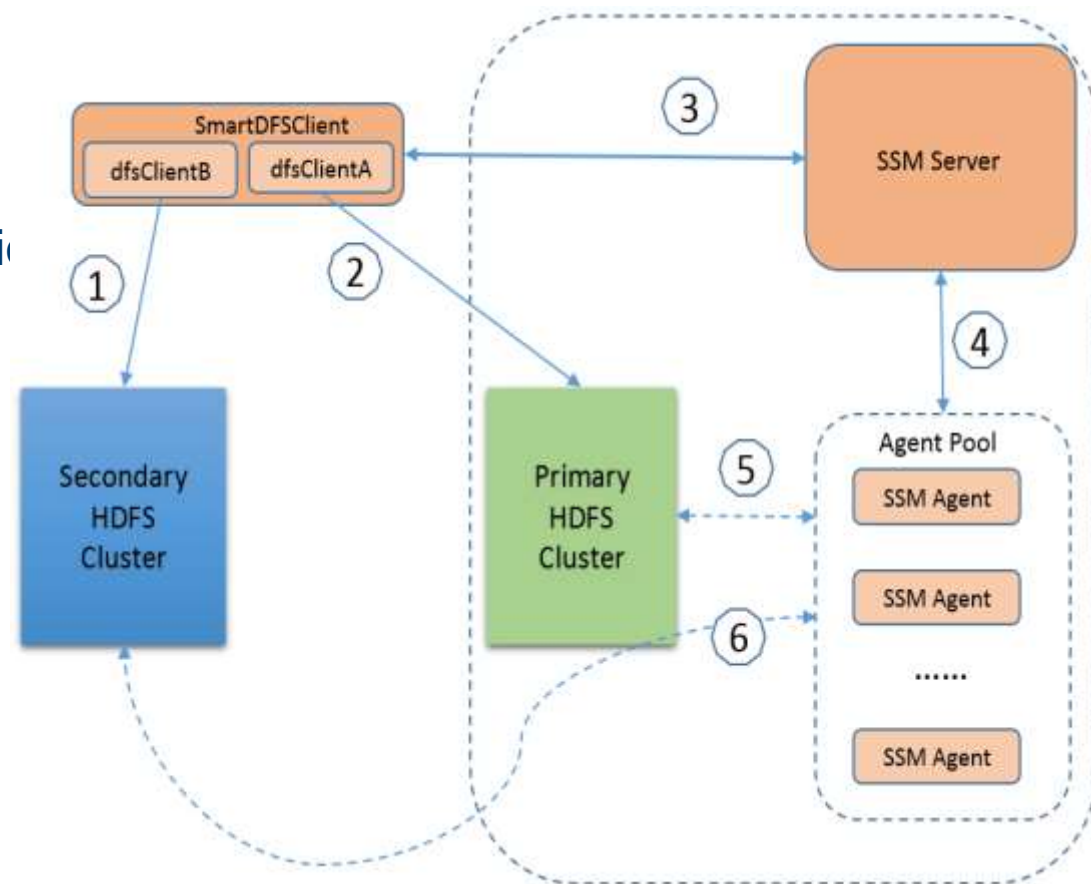 SmartDFSClient
dfsClientB
dfsClientA
3
SSM Server
1
2
4
Secondary
HDFS
Cluster
Primary
HDFS
Cluster
5
Agent Pool
SSM Agent
SSM Agent
6
......
SSM Agent